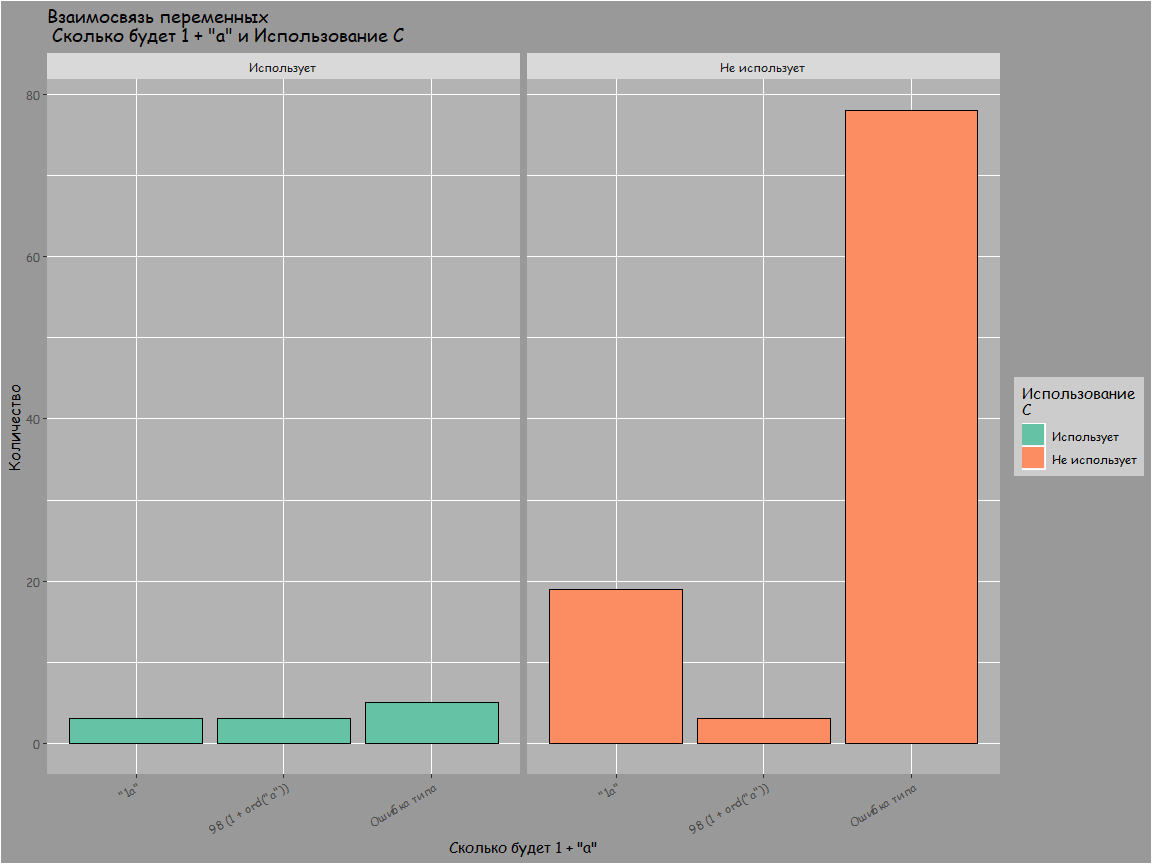 Взаимосвязь переменных
Сколько будет 1 + "a" и Использование C
Использует
Не использует
Количество
80
60
40
20
0
"1a"
98 (1 + ord("a"))
Ошибка типа
"1a"
98 (1 + ord("a"))
Ошибка типа
Сколько будет 1 + "a"
Использование
C
Использует
Не использует